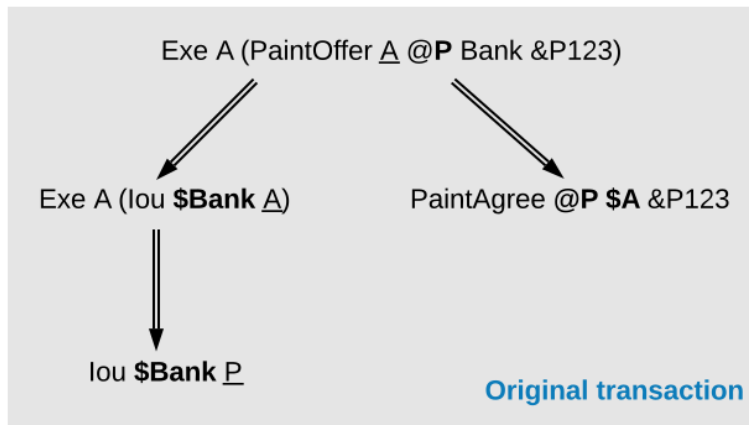 Exe A (PaintOffer A @P Bank &P123)
Exe A (Iou $Bank A)
PaintAgree @P $A &P123
Iou $Bank P
Original transaction